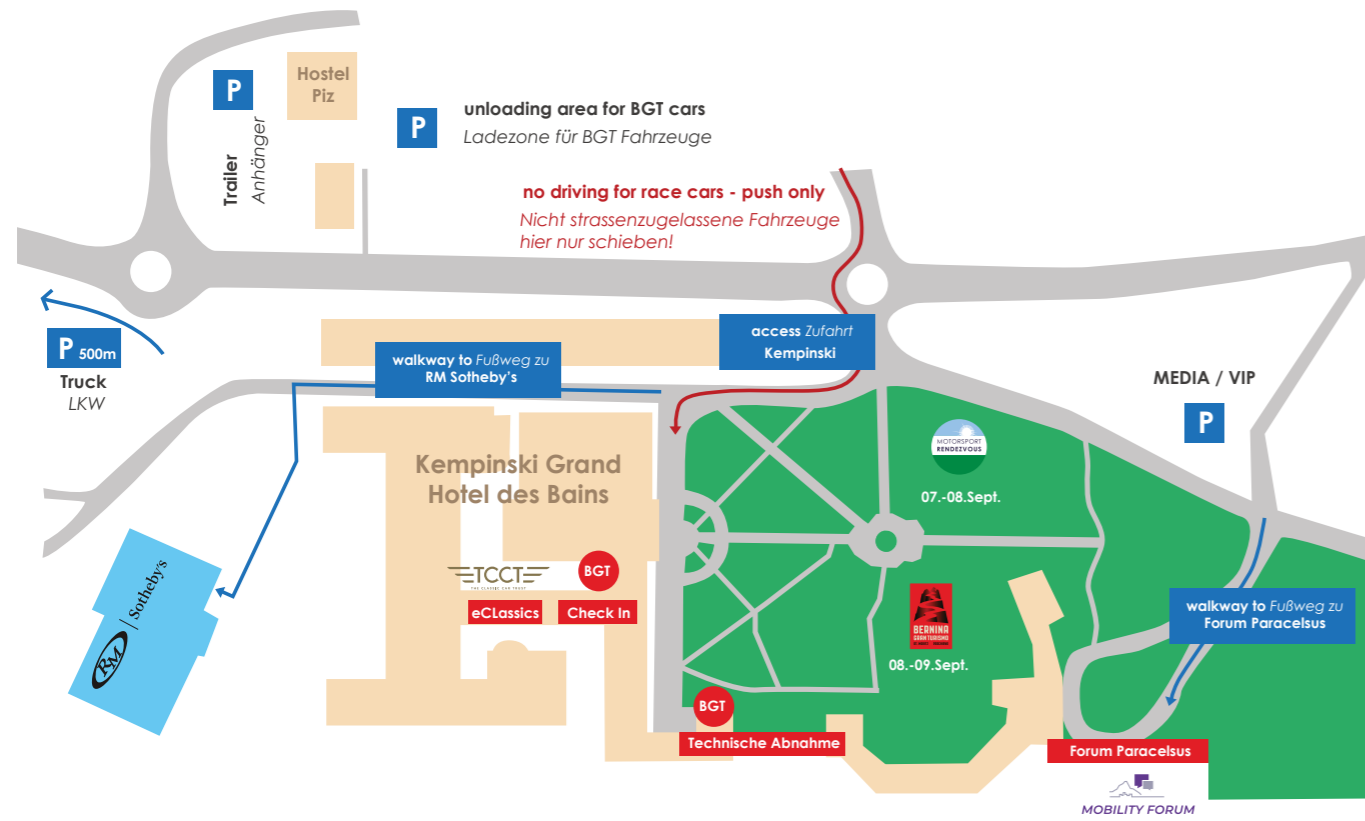 P
Hostel
Piz
Trailer
Anhänger
P
unloading area for BGT cars
Ladezone für BGT Fahrzeuge
no driving for race cars - push only
Nicht strassenzugelassene Fahrzeuge
hier nur schieben!
P 500m
Truck
LKW
walkway to Fußweg zu
RM Sotheby's
access Zufahrt
Kempinski
MEDIA / VIP
P
Kempinski Grand
Hotel des Bains
MOTORSPORT
RENDEZVOUS
07.-08.Sept.
RM | Sotheby's
TCCT
THE CLASSIC CAR TRUST
BGT
eCLassics
Check In
BERNINA
GRAN TURISMO
08.-09.Sept.
walkway to Fußweg zu
Forum Paracelsus
BGT
Technische Abnahme
Forum Paracelsus
MOBILITY FORUM